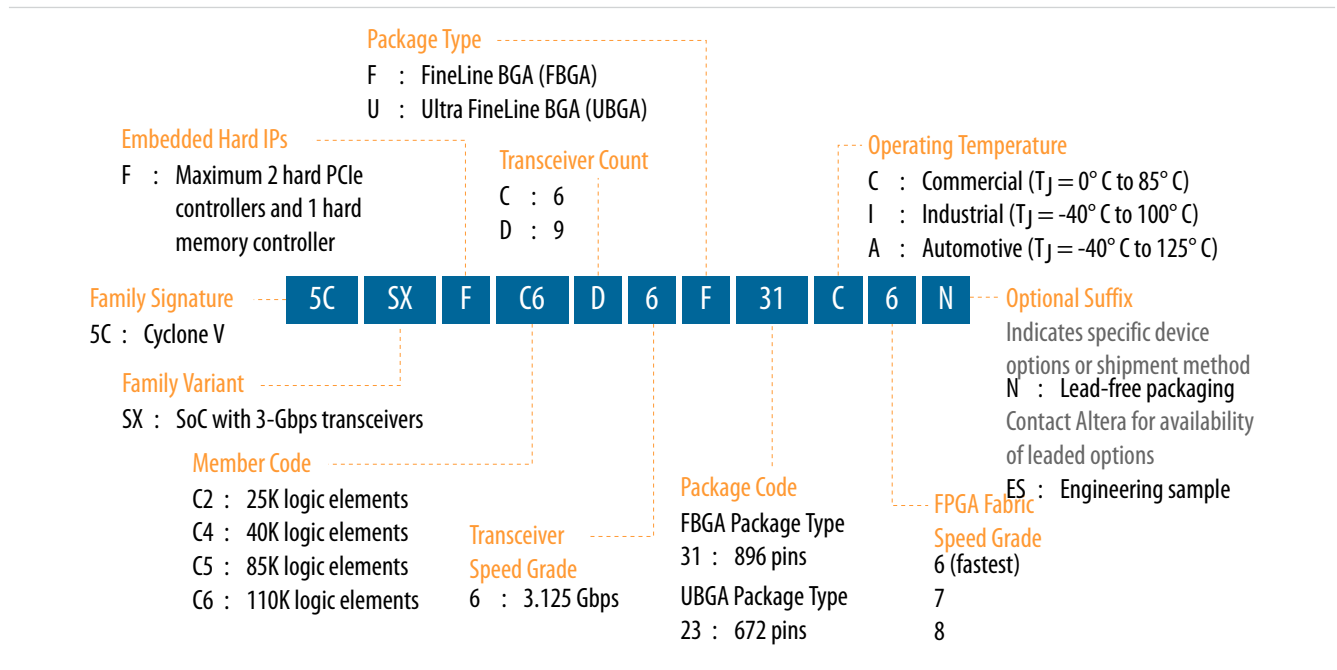 Package Type
F : FineLine BGA (FBGA)
U : Ultra FineLine BGA (UBGA)
Embedded Hard IPs
F : Maximum 2 hard PCIe
controllers and 1 hard
memory controller
Transceiver Count
C : 6
D : 9
Operating Temperature
C : Commercial (TJ = 0° C to 85° C)
I : Industrial (TJ = -40° C to 100° C)
A : Automotive (TJ = -40° C to 125° C)
Family Signature
5C : Cyclone V
5C SX F C6 D 6 F 31 C 6 N
Optional Suffix
Indicates specific device
options or shipment method
N : Lead-free packaging
Contact Altera for availability
of leaded options
ES : Engineering sample
Family Variant
SX : SoC with 3-Gbps transceivers
Member Code
C2 : 25K logic elements
C4 : 40K logic elements
C5 : 85K logic elements
C6 : 110K logic elements
Transceiver
Speed Grade
6 : 3.125 Gbps
Package Code
FBGA Package Type
31 : 896 pins
UBGA Package Type
23 : 672 pins
FPGA Fabric
Speed Grade
6 (fastest)
7
8